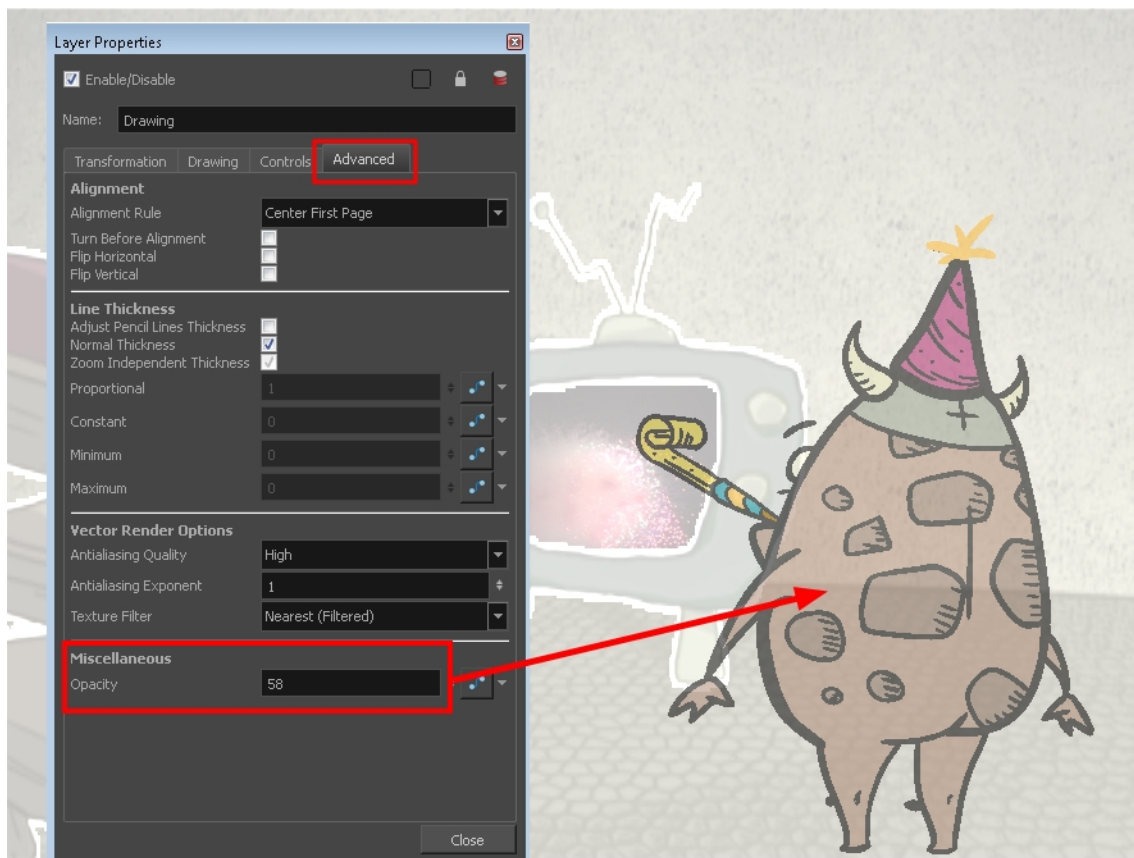 Layer Properties
Enable/Disable
Name: Drawing
Transformation Drawing Controls Advanced
Alignment
Alignment Rule Center First Page
Turn Before Alignment
Flip Horizontal
Flip Vertical
Line Thickness
Adjust Pencil Lines Thickness
Normal Thickness
Zoom Independent Thickness
Proportional 1
Constant 0
Minimum 0
Maximum 0
Vector Render Options
Antialiasing Quality High
Antialiasing Exponent 1
Texture Filter Nearest (Filtered)
Miscellaneous
Opacity 58
Close